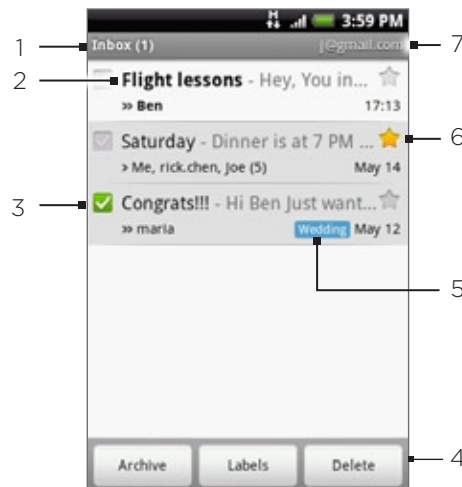 H 3:59 PM
1 Inbox (1) j@gmail.com 7
2 Flight lessons - Hey, You in...
» Ben 17:13
Saturday - Dinner is at 7 PM ... 6
› Me, rick.chen, Joe (5) May 14
3 Congrats!!! - Hi Ben Just want...
» maria Wedding May 12
5
Archive Labels Delete 4